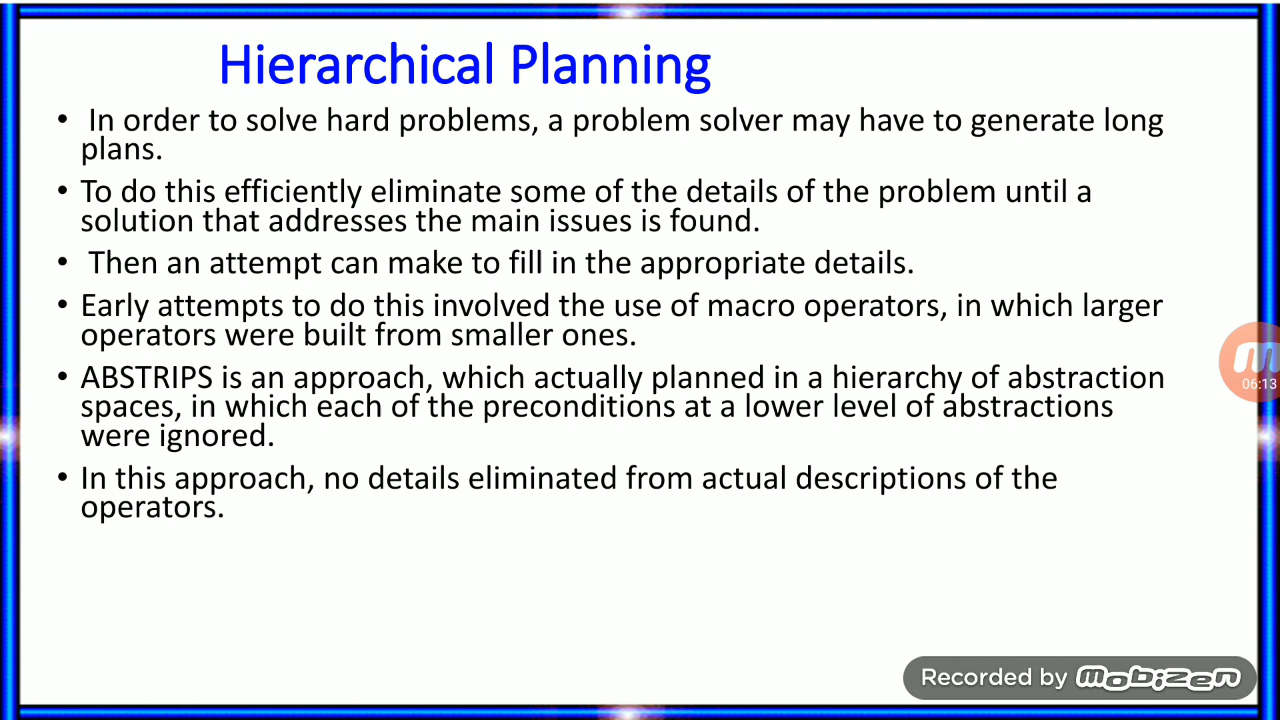 Hierarchical Planning
• In order to solve hard problems, a problem solver may have to generate long
plans.
• To do this efficiently eliminate some of the details of the problem until a
solution that addresses the main issues is found.
• Then an attempt can make to fill in the appropriate details.
• Early attempts to do this involved the use of macro operators, in which larger
operators were built from smaller ones.
• ABSTRIPS is an approach, which actually planned in a hierarchy of abstraction
spaces, in which each of the preconditions at a lower level of abstractions
were ignored.
• In this approach, no details eliminated from actual descriptions of the
operators.
06:13
Recorded by mobizen